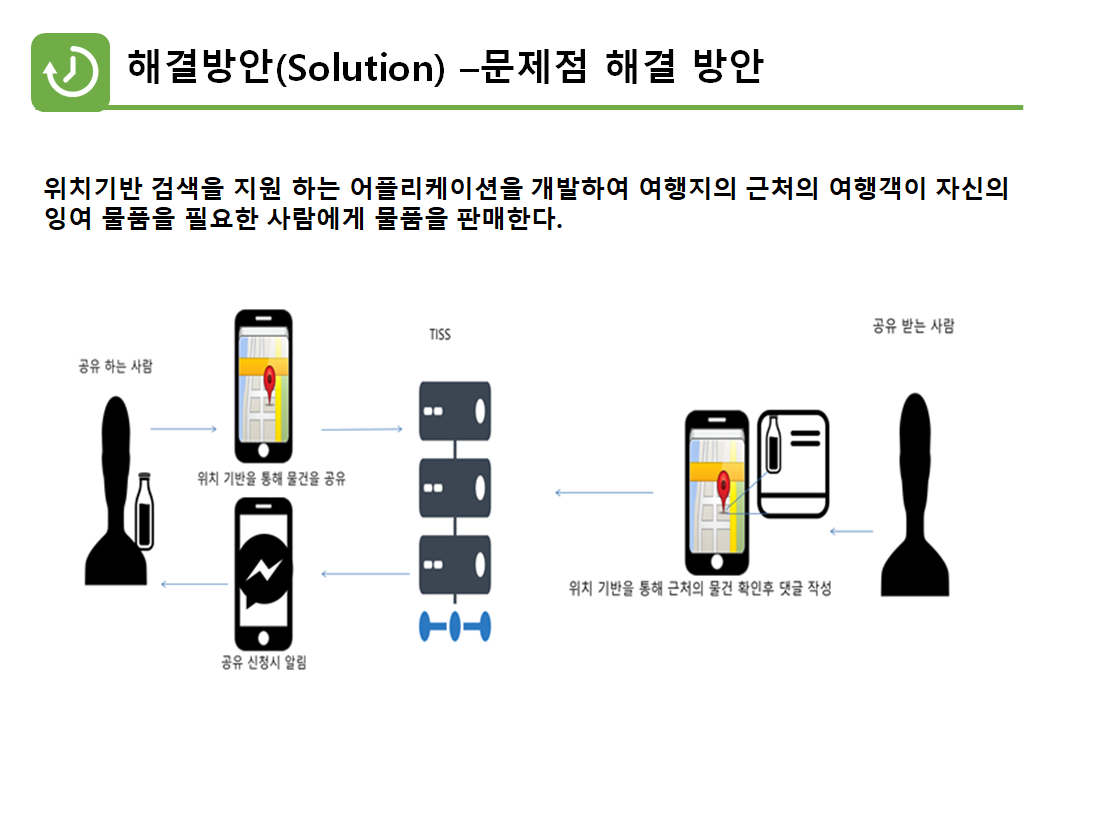 해결방안(Solution) –문제점 해결 방안
위치기반 검색을 지원 하는 어플리케이션을 개발하여 여행지의 근처의 여행객이 자신의
잉여 물품을 필요한 사람에게 물품을 판매한다.
공유 하는 사람
위치 기반을 통해 물건을 공유
공유 신청시 알림
TISS
공유 받는 사람
위치 기반을 통해 근처의 물건 확인후 댓글 작성